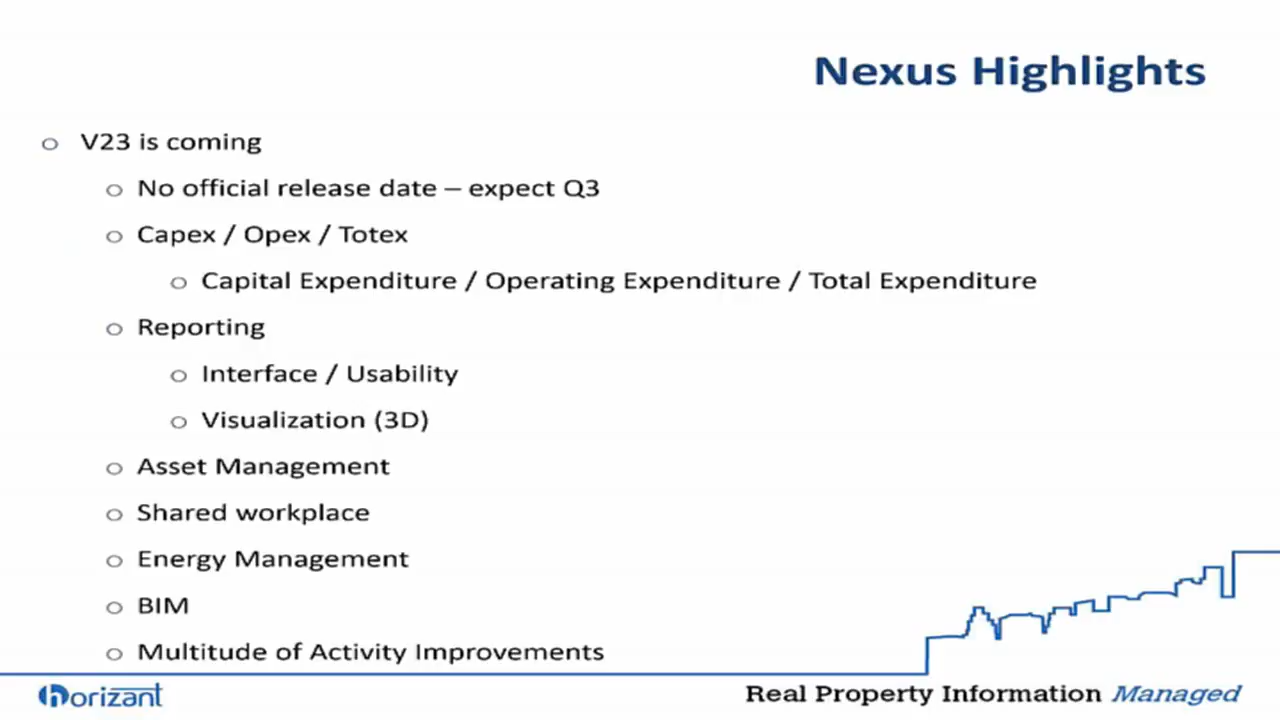 Nexus Highlights
V23 is coming
No official release date – expect Q3
Capex / Opex / Totex
Capital Expenditure / Operating Expenditure / Total Expenditure
Reporting
Interface / Usability
Visualization (3D)
Asset Management
Shared workplace
Energy Management
BIM
Multitude of Activity Improvements
horizant
Real Property Information Managed